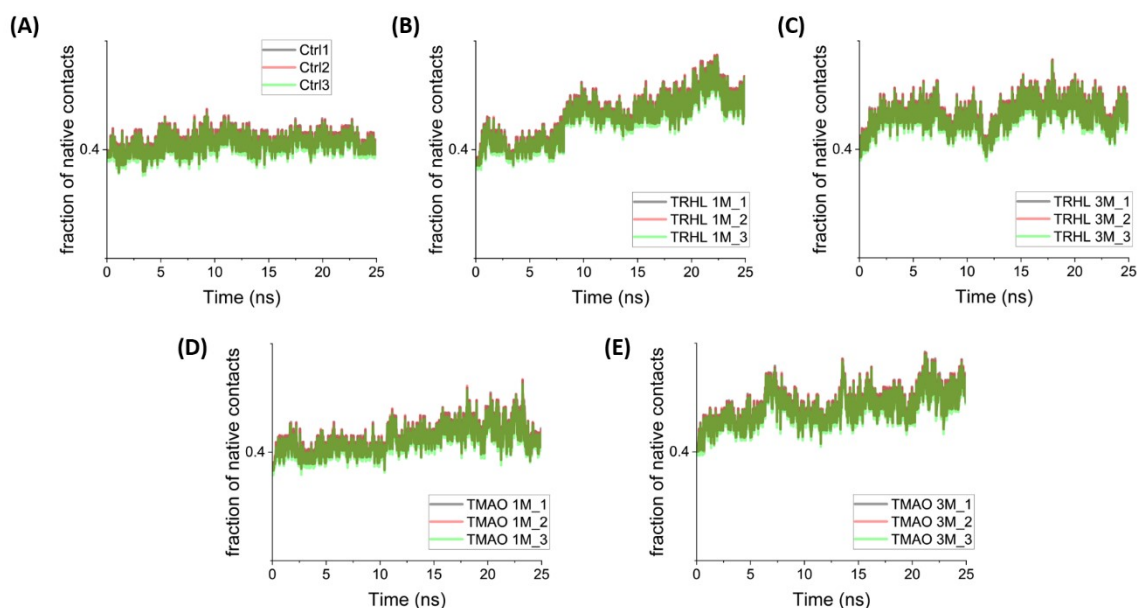 (A)
fraction of native contacts
Ctrl1
Ctrl2
Ctrl3
0.4
0 5 10 15 20 25
Time (ns)
(B)
fraction of native contacts
0.4
TRHL 1M_1
TRHL 1M_2
TRHL 1M_3
0 5 10 15 20 25
Time (ns)
(C)
fraction of native contacts
0.4
TRHL 3M_1
TRHL 3M_2
TRHL 3M_3
0 5 10 15 20 25
Time (ns)
(D)
fraction of native contacts
0.4
TMAO 1M_1
TMAO 1M_2
TMAO 1M_3
0 5 10 15 20 25
Time (ns)
(E)
fraction of native contacts
0.4
TMAO 3M_1
TMAO 3M_2
TMAO 3M_3
0 5 10 15 20 25
Time (ns)